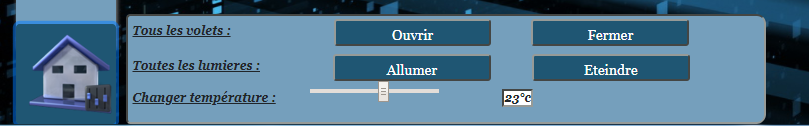 Tous les volets : Ouvrir Fermer
Toutes les lumieres : Allumer Eteindre
Changer température : 23°c